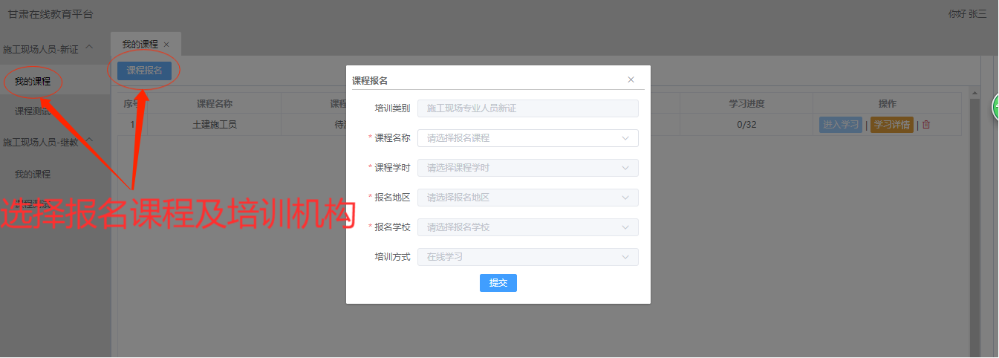 甘肃在线教育平台
你好 张三
施工现场人员-新证
我的课程
课程测试
施工现场人员-继教
我的课程
课程测试
我的课程 ×
课程报名
序号 课程名称 学习进度 操作
1 土建施工员 0/32 进入学习 | 学习详情 |
选择报名课程及培训机构
课程报名
培训类别 施工现场专业人员新证
* 课程名称 请选择报名课程
* 课程学时 请选择课程学时
* 报名地区 请选择报名地区
* 报名学校 请选择报名学校
培训方式 在线学习
提交